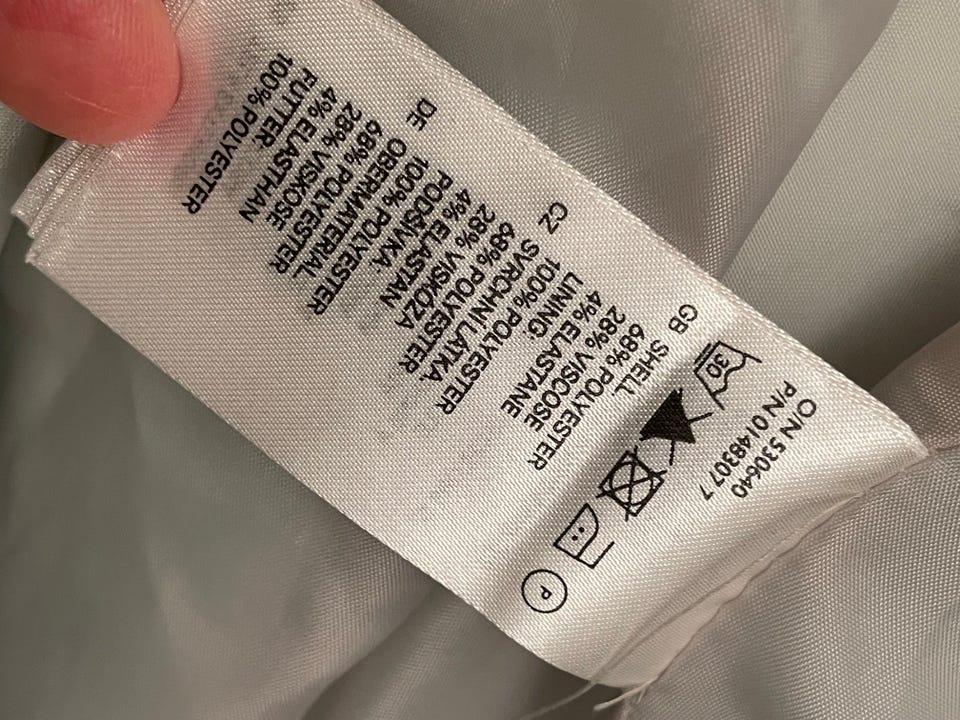 O/N 530640
P/N 0148307 7
30
P
GB SHELL.
68% POLYESTER
28% VISCOSE
4% ELASTANE
LINING.
100% POLYESTER
CZ SVRCHNÍ LÁTKA.
68% POLYESTER
28% VISKÓZA
4% ELASTAN
PODŠÍVKA.
100% POLYESTER
DE OBERMATERIAL
68% POLYESTER
28% VISKOSE
4% ELASTHAN
FUTTER
100% POLYESTER